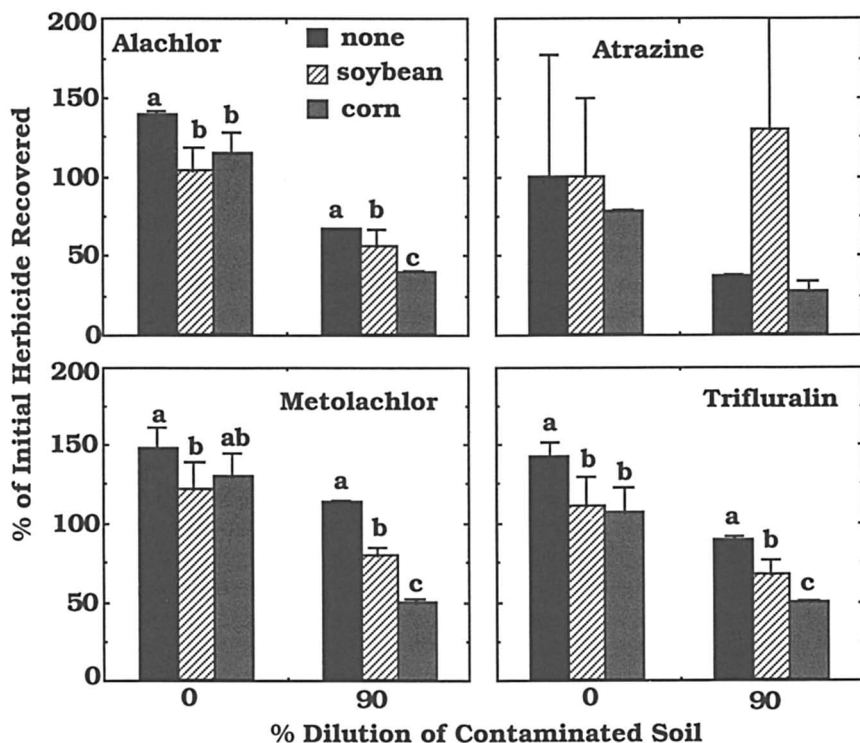 % of Initial Herbicide Recovered
200
150
100
50
0
Alachlor
none
soybean
corn
a
b
b
a
b
c
Atrazine
200
150
100
50
0
Metolachlor
a
b
ab
a
b
c
Trifluralin
a
b
b
a
b
c
0
90
0
90
% Dilution of Contaminated Soil